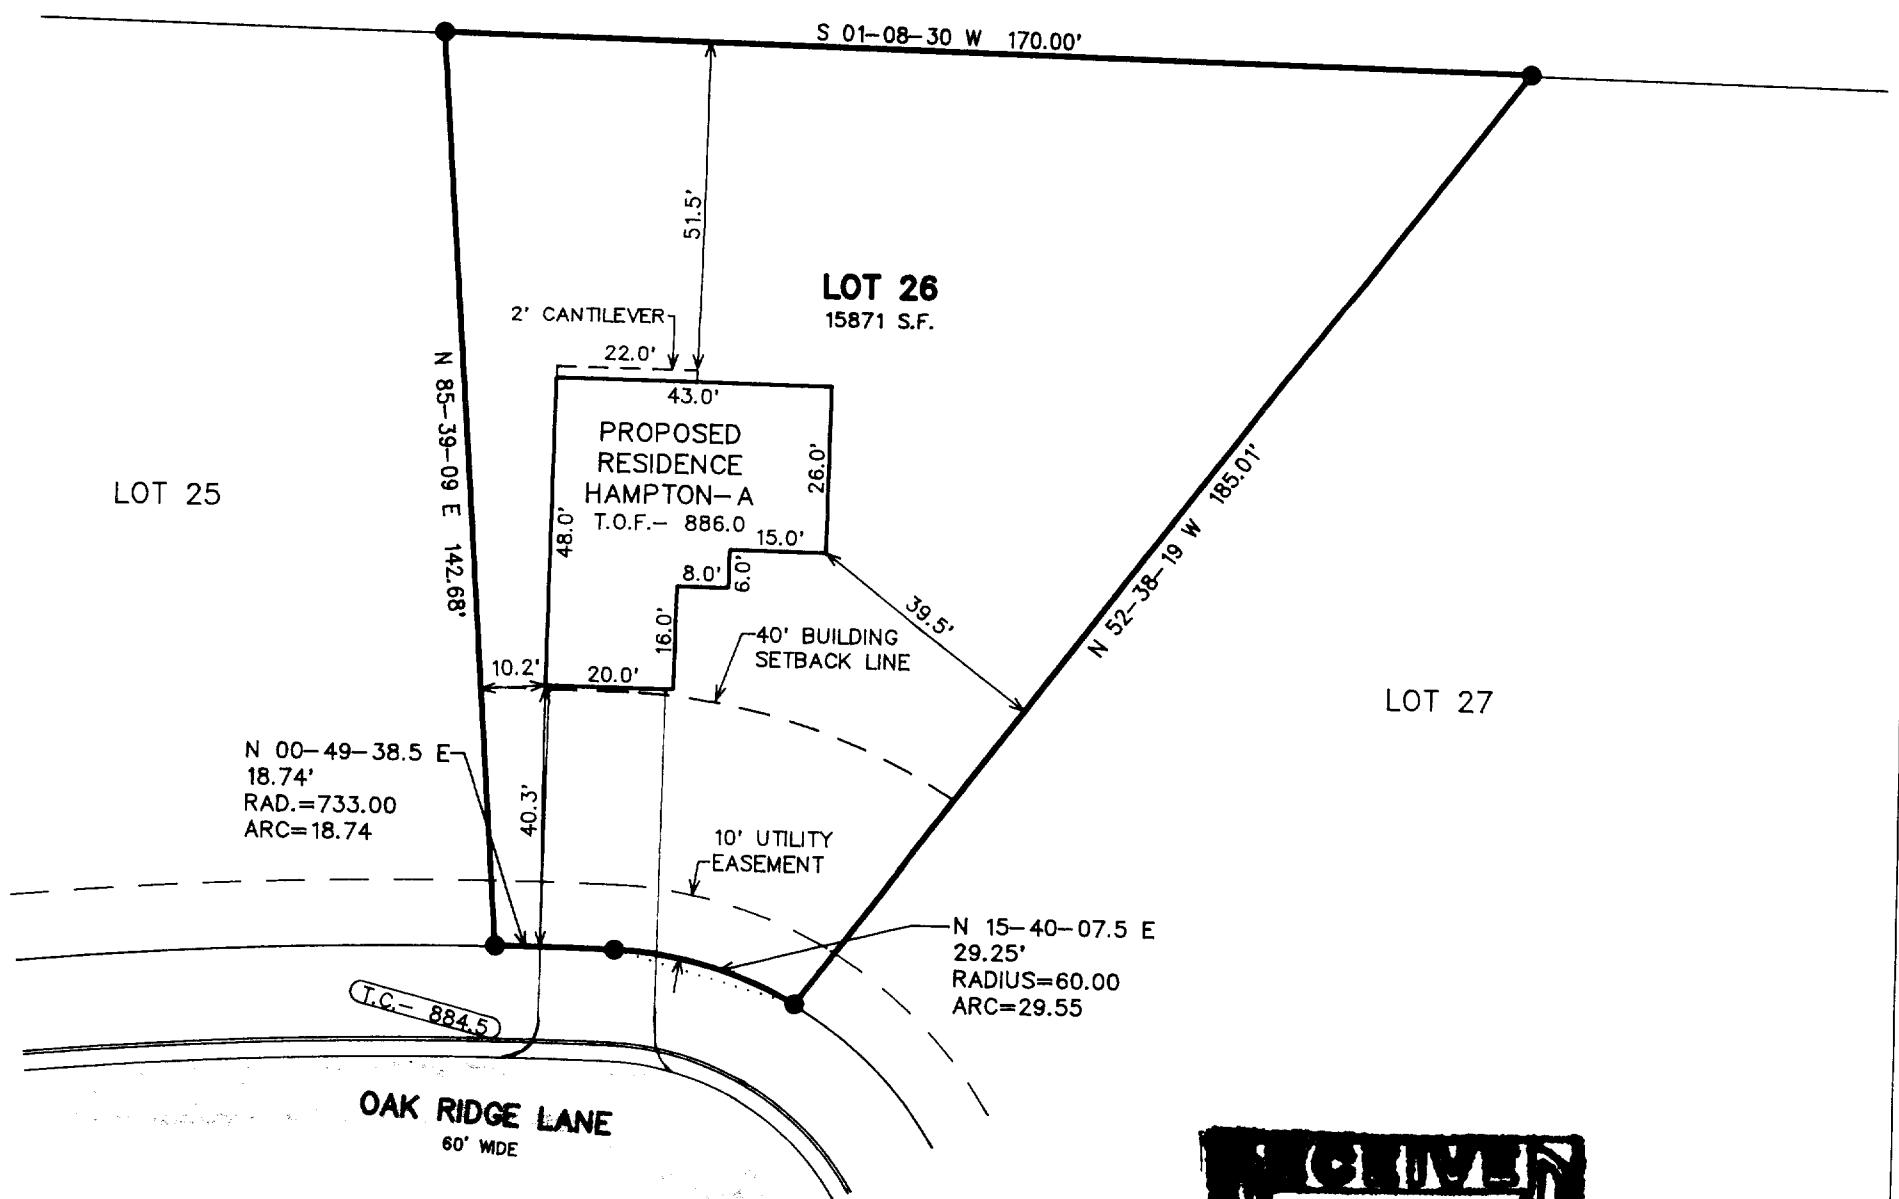 S 01-08-30 W 170.00'
51.5'
LOT 26
15871 S.F.
2' CANTILEVER
22.0'
43.0'
PROPOSED
RESIDENCE
HAMPTON-A
T.O.F.- 886.0
26.0'
48.0'
15.0'
8.0'
6.0'
16.0'
20.0'
10.2'
N 85-39-09 E 142.68'
LOT 25
N 52-38-19 W 185.01'
39.5'
40' BUILDING
SETBACK LINE
LOT 27
N 00-49-38.5 E
18.74'
RAD.=733.00
ARC=18.74
40.3'
10' UTILITY
EASEMENT
N 15-40-07.5 E
29.25'
RADIUS=60.00
ARC=29.55
T.C.- 884.5
OAK RIDGE LANE
60' WIDE